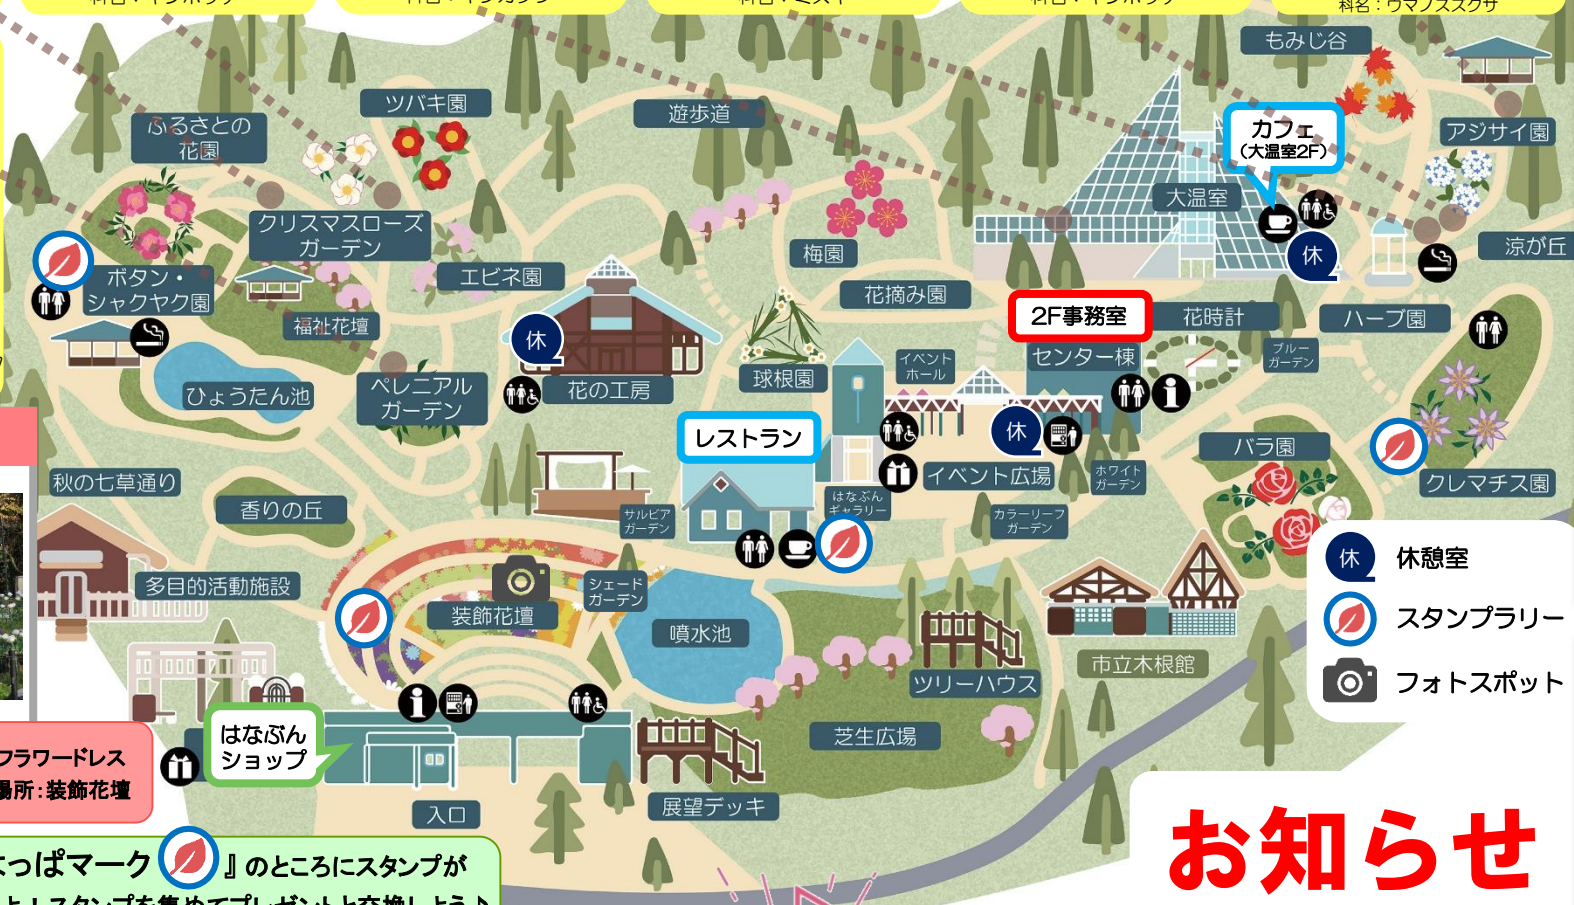 科名：ウマノスズクサ
もみじ谷
ツバキ園
遊歩道
カフェ
（大温室2F）
アジサイ園
ふるさとの
花園
大温室
クリスマスローズ
ガーデン
梅園
休
涼が丘
ボタン・
シャクヤク園
エビネ園
花摘み園
2F事務室
花時計
ハーブ園
福祉花壇
休
センター棟
ブルー
ガーデン
イベント
ホール
ひょうたん池
ペレニアル
ガーデン
花の工房
球根園
レストラン
休
バラ園
秋の七草通り
イベント広場
ホワイト
ガーデン
クレマチス園
香りの丘
サルビア
ガーデン
はなぶん
ギャラリー
カラーリーフ
ガーデン
休 休憩室
多目的活動施設
シェード
ガーデン
装飾花壇
スタンプラリー
噴水池
市立木根館
ツリーハウス
フォトスポット
はなぶん
ショップ
芝生広場
フラワードレス
場所：装飾花壇
入口
展望デッキ
お知らせ
っぱマーク 』のところにスタンプが